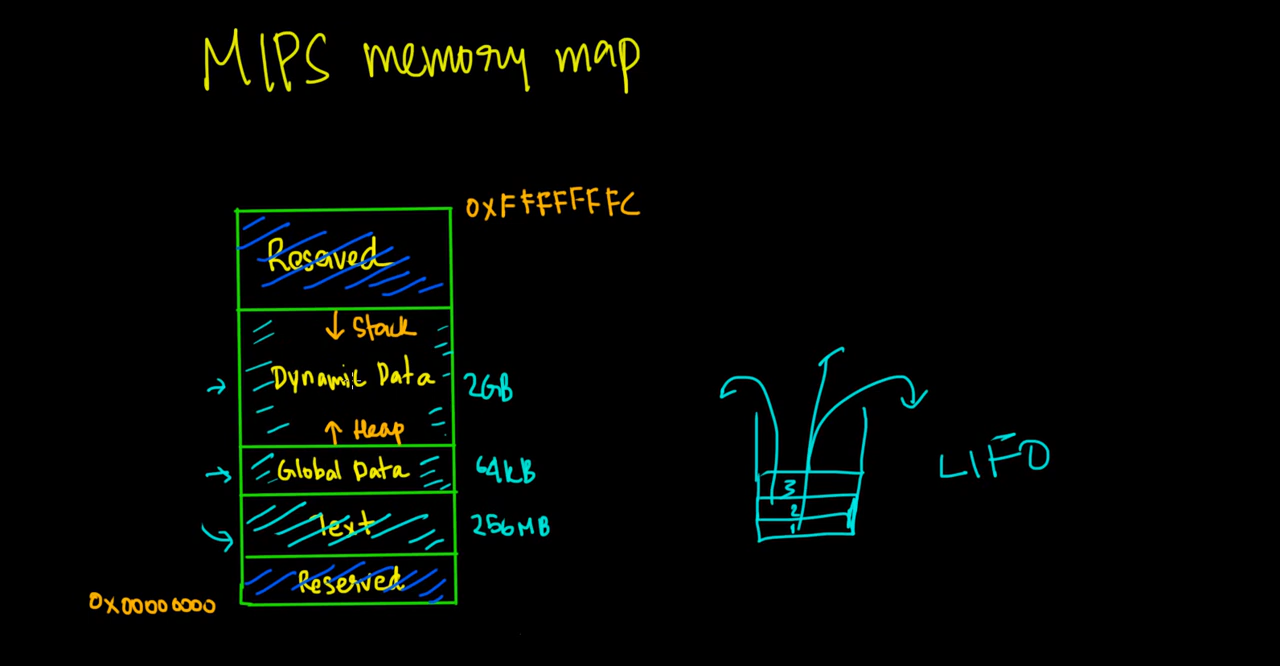 MIPS memory map
0xFFFFFFFC
Reserved
↓ Stack
Dynamic Data
2GB
↑ Heap
Global Data
64KB
Text
256MB
Reserved
0x00000000
3
2
1
LIFO